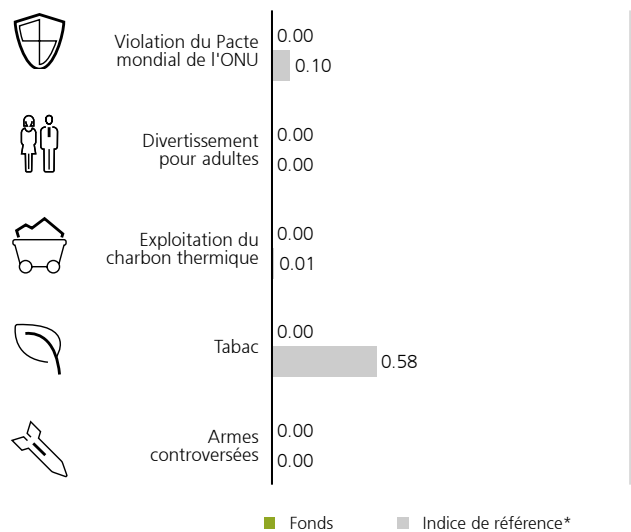 Violation du Pacte
mondial de l'ONU
0.00
0.10
Divertissement
pour adultes
0.00
0.00
Exploitation du
charbon thermique
0.00
0.01
Tabac
0.00
0.58
Armes
controversées
0.00
0.00
Fonds
Indice de référence*